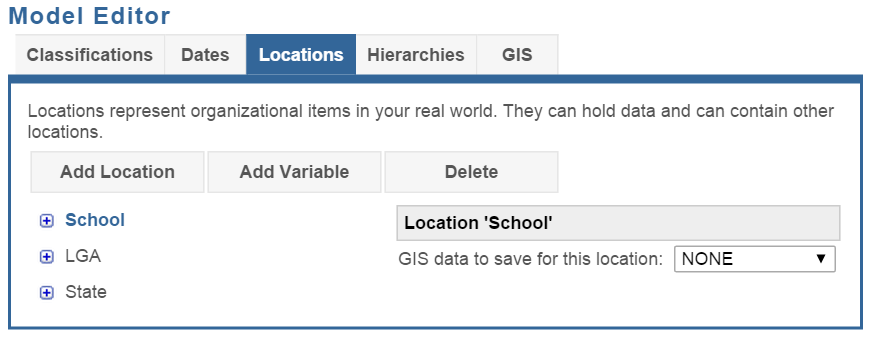 Model Editor
Classifications Dates Locations Hierarchies GIS
Locations represent organizational items in your real world. They can hold data and can contain other
locations.
Add Location Add Variable Delete
School
Location 'School'
LGA
GIS data to save for this location: NONE
State